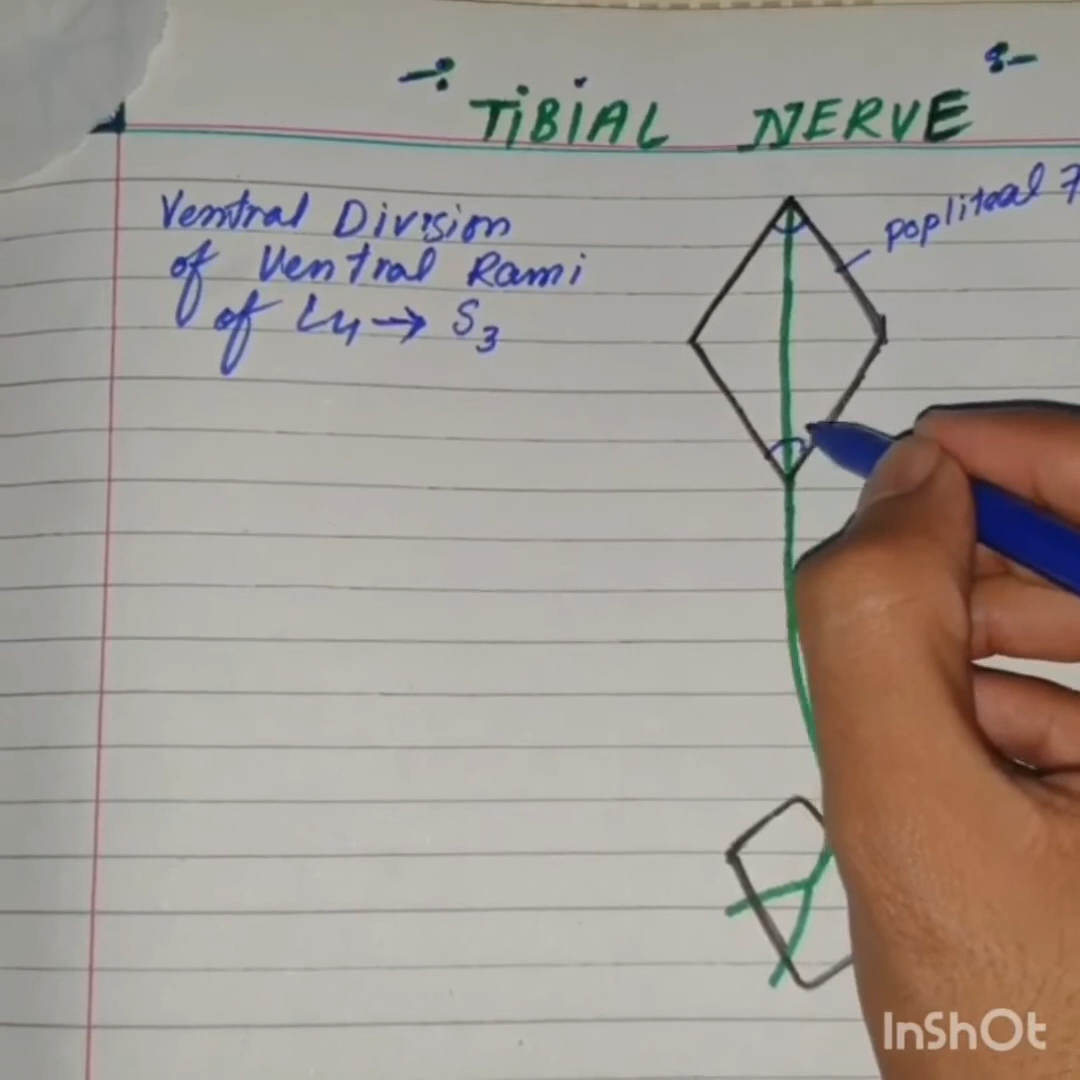 -: TiBiAL NERVE :-
popliteal
Ventral Division
of Ventral Rami
of L4 → S3
InShOt